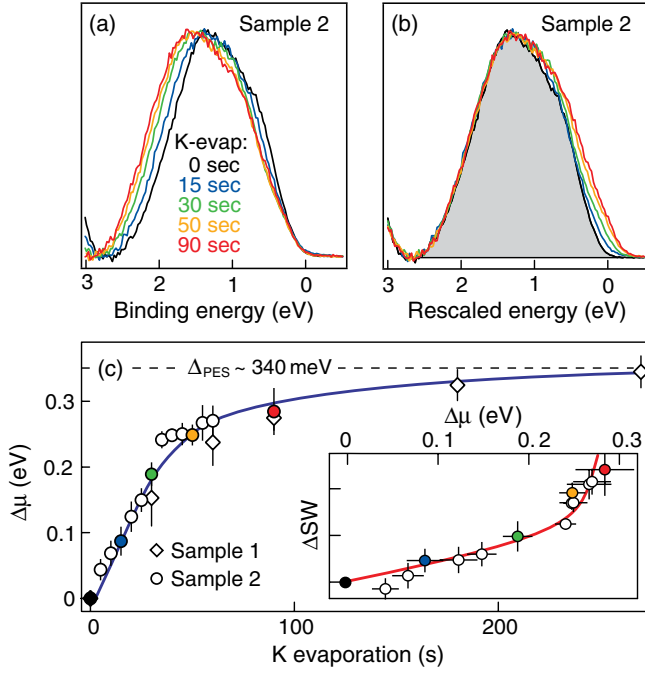 (a) Sample 2
K-evap:
0 sec
15 sec
30 sec
50 sec
90 sec
3 2 1 0
Binding energy (eV)
(b) Sample 2
3 2 1 0
Rescaled energy (eV)
(c) Δ_PES ~ 340 meV
0.3
0.2
0.1
0
Δμ (eV)
Sample 1
Sample 2
0 100 200
K evaporation (s)
Δμ (eV)
0 0.1 0.2 0.3
ΔSW